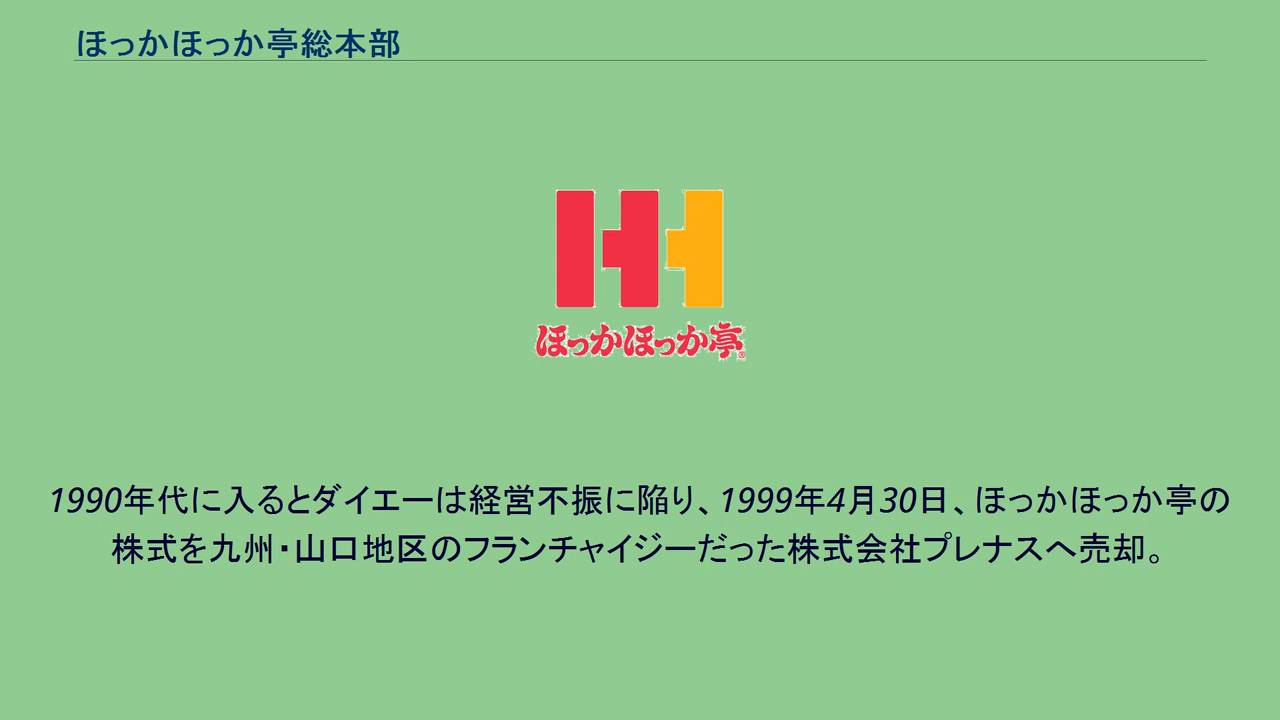 ほっかほっか亭総本部
ほっかほっか亭
1990年代に入るとダイエーは経営不振に陥り、1999年4月30日、ほっかほっか亭の
株式を九州・山口地区のフランチャイジーだった株式会社プレナスへ売却。